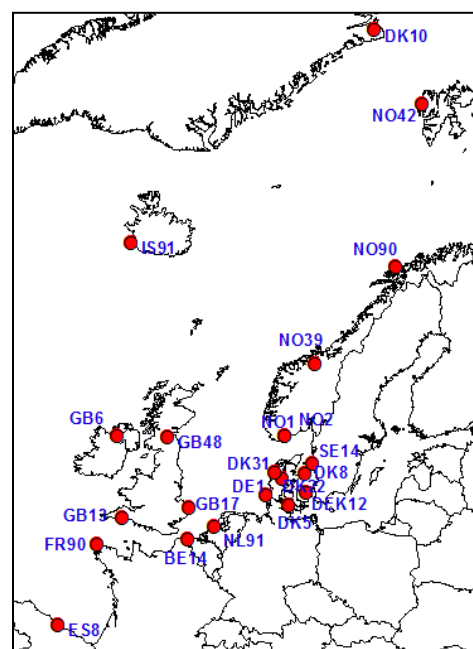 DK10
NO42
IS91
NO90
NO39
GB6
NO1
NO2
GB48
SE14
DK31
DK8
DE1
GB17
GB13
DK5
NL91
FR90
BE14
ES8